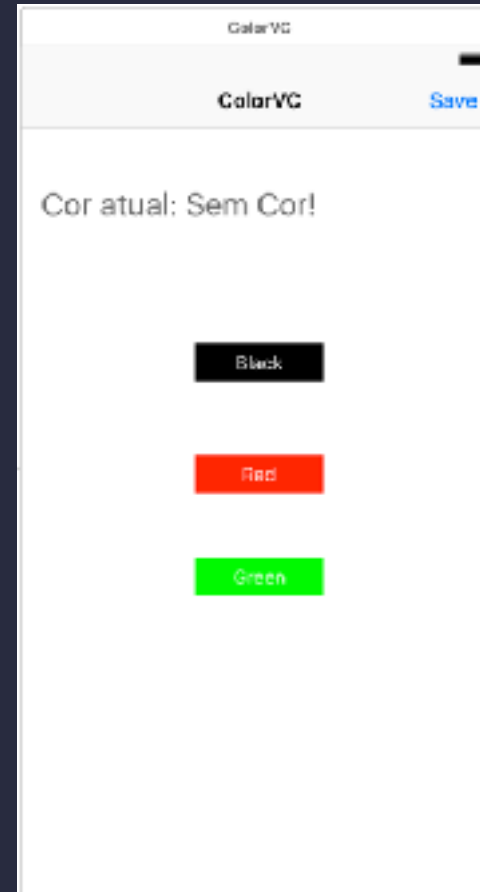 ColorVC
ColorVC Save
Cor atual: Sem Cor!
Black
Red
Green